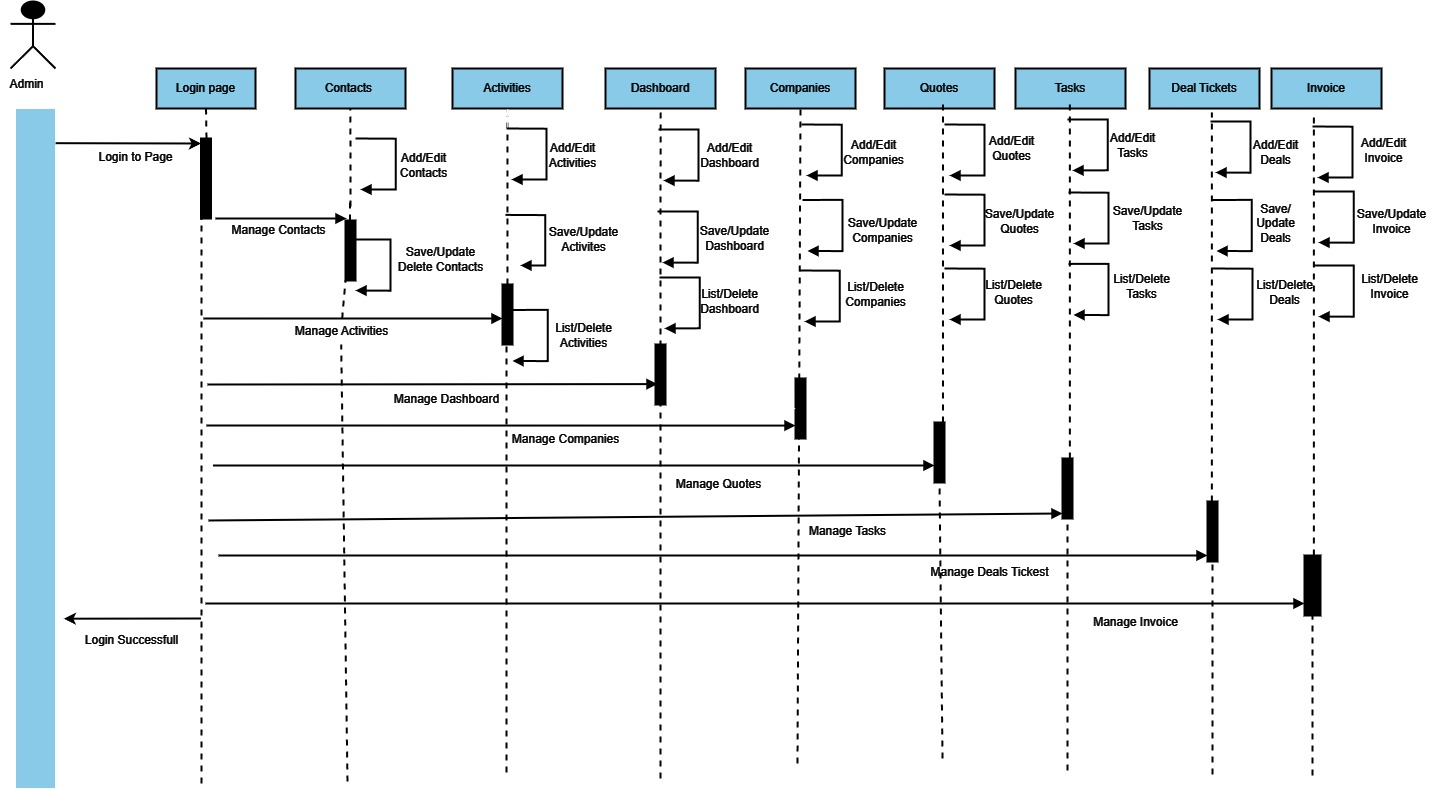 Admin
Login page
Contacts
Activities
Dashboard
Companies
Quotes
Tasks
Deal Tickets
Invoice
Login to Page
Add/Edit
Contacts
Add/Edit
Activities
Add/Edit
Dashboard
Add/Edit
Companies
Add/Edit
Quotes
Add/Edit
Tasks
Add/Edit
Deals
Add/Edit
Invoice
Manage Contacts
Save/Update
Delete Contacts
Save/Update
Activites
Save/Update
Dashboard
Save/Update
Companies
Save/Update
Quotes
Save/Update
Tasks
Save/
Update
Deals
Save/Update
Invoice
Manage Activities
List/Delete
Activities
List/Delete
Dashboard
List/Delete
Companies
List/Delete
Quotes
List/Delete
Tasks
List/Delete
Deals
List/Delete
Invoice
Manage Dashboard
Manage Companies
Manage Quotes
Manage Tasks
Manage Deals Tickest
Manage Invoice
Login Successfull